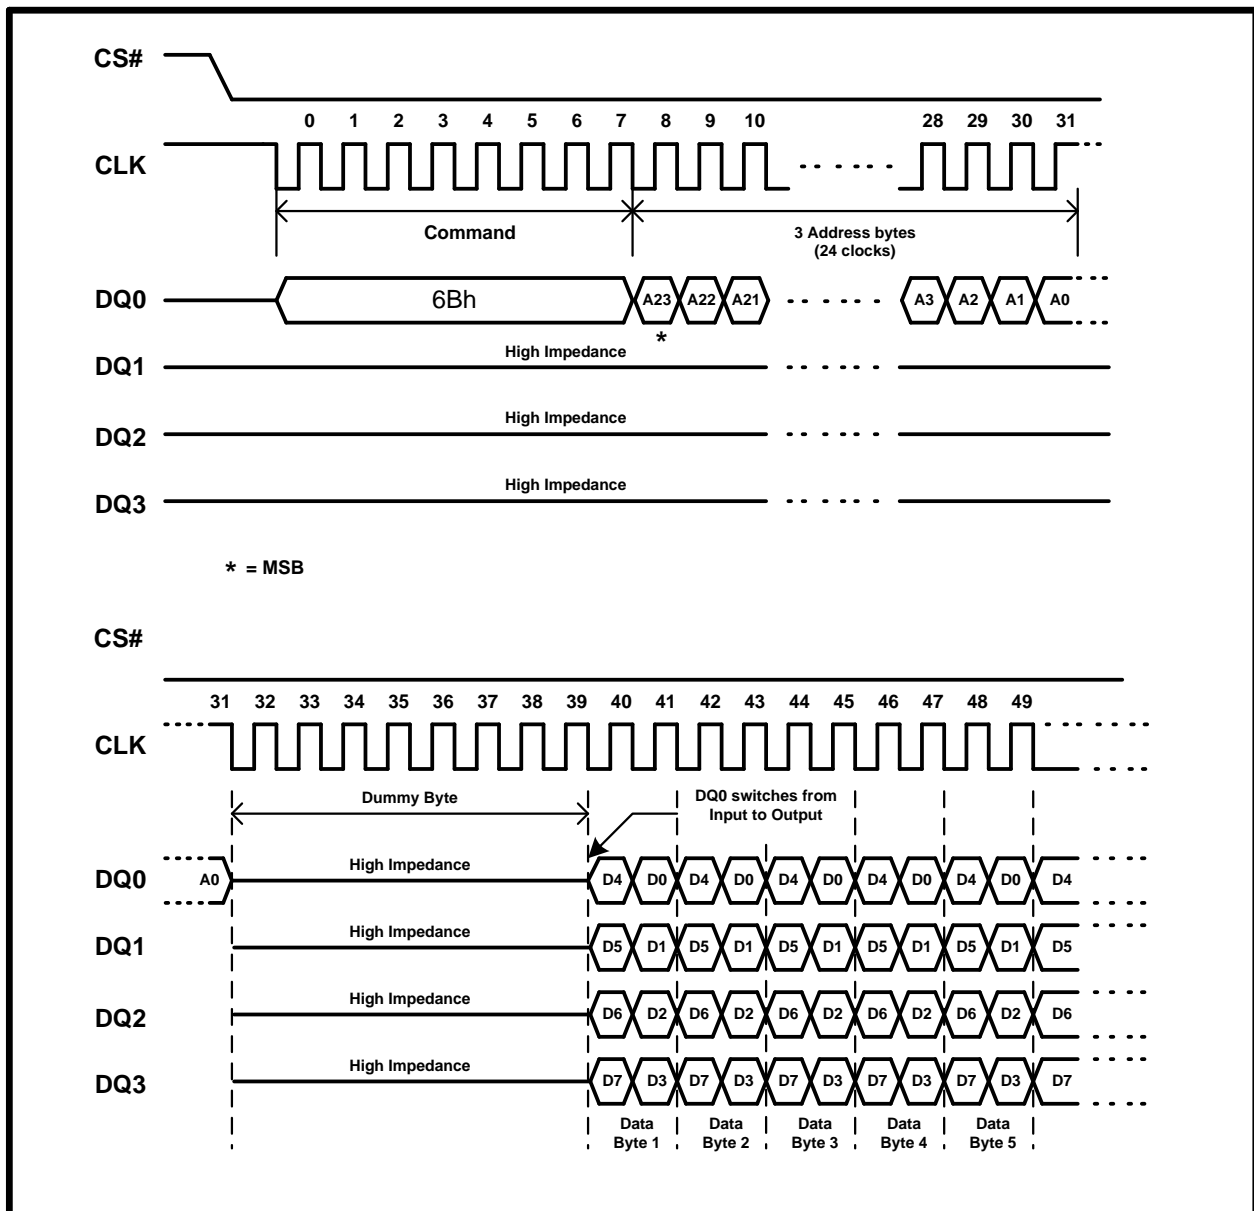 CS#
0 1 2 3 4 5 6 7 8 9 10 28 29 30 31
CLK
Command
3 Address bytes
(24 clocks)
DQ0 6Bh A23 A22 A21 A3 A2 A1 A0
*
High Impedance
DQ1
High Impedance
DQ2
High Impedance
DQ3
* = MSB
CS#
31 32 33 34 35 36 37 38 39 40 41 42 43 44 45 46 47 48 49
CLK
Dummy Byte
DQ0 switches from
Input to Output
High Impedance
DQ0 A0 D4 D0 D4 D0 D4 D0 D4 D0 D4 D0 D4
High Impedance
DQ1 D5 D1 D5 D1 D5 D1 D5 D1 D5 D1 D5
High Impedance
DQ2 D6 D2 D6 D2 D6 D2 D6 D2 D6 D2 D6
High Impedance
DQ3 D7 D3 D7 D3 D7 D3 D7 D3 D7 D3 D7
Data Data Data Data Data
Byte 1 Byte 2 Byte 3 Byte 4 Byte 5